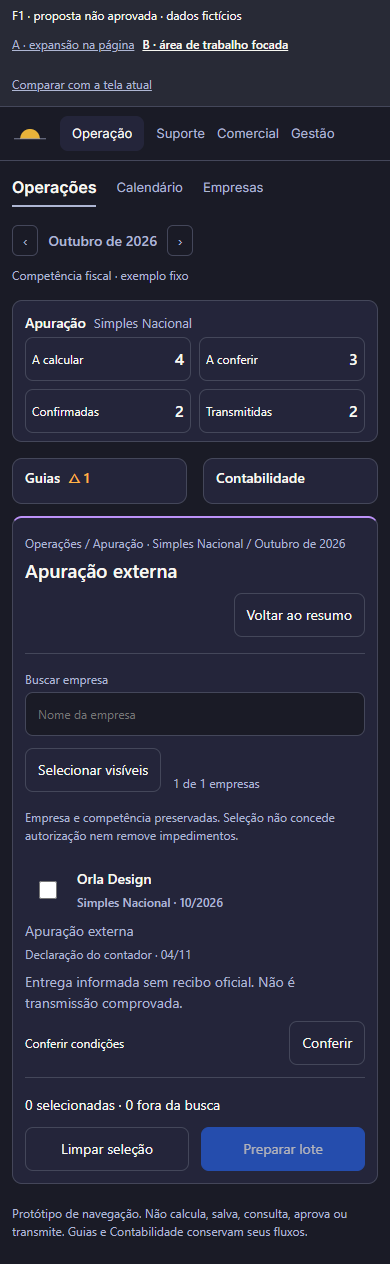 F1 · proposta não aprovada · dados fictícios
A · expansão na página B · área de trabalho focada
Comparar com a tela atual
Operação Suporte Comercial Gestão
Operações Calendário Empresas
‹ Outubro de 2026 ›
Competência fiscal · exemplo fixo
Apuração Simples Nacional
A calcular 4 A conferir 3
Confirmadas 2 Transmitidas 2
Guias △ 1 Contabilidade
Operações / Apuração · Simples Nacional / Outubro de 2026
Apuração externa
Voltar ao resumo
Buscar empresa
Nome da empresa
Selecionar visíveis 1 de 1 empresas
Empresa e competência preservadas. Seleção não concede
autorização nem remove impedimentos.
Orla Design
Simples Nacional · 10/2026
Apuração externa
Declaração do contador · 04/11
Entrega informada sem recibo oficial. Não é
transmissão comprovada.
Conferir condições Conferir
0 selecionadas · 0 fora da busca
Limpar seleção Preparar lote
Protótipo de navegação. Não calcula, salva, consulta, aprova ou
transmite. Guias e Contabilidade conservam seus fluxos.